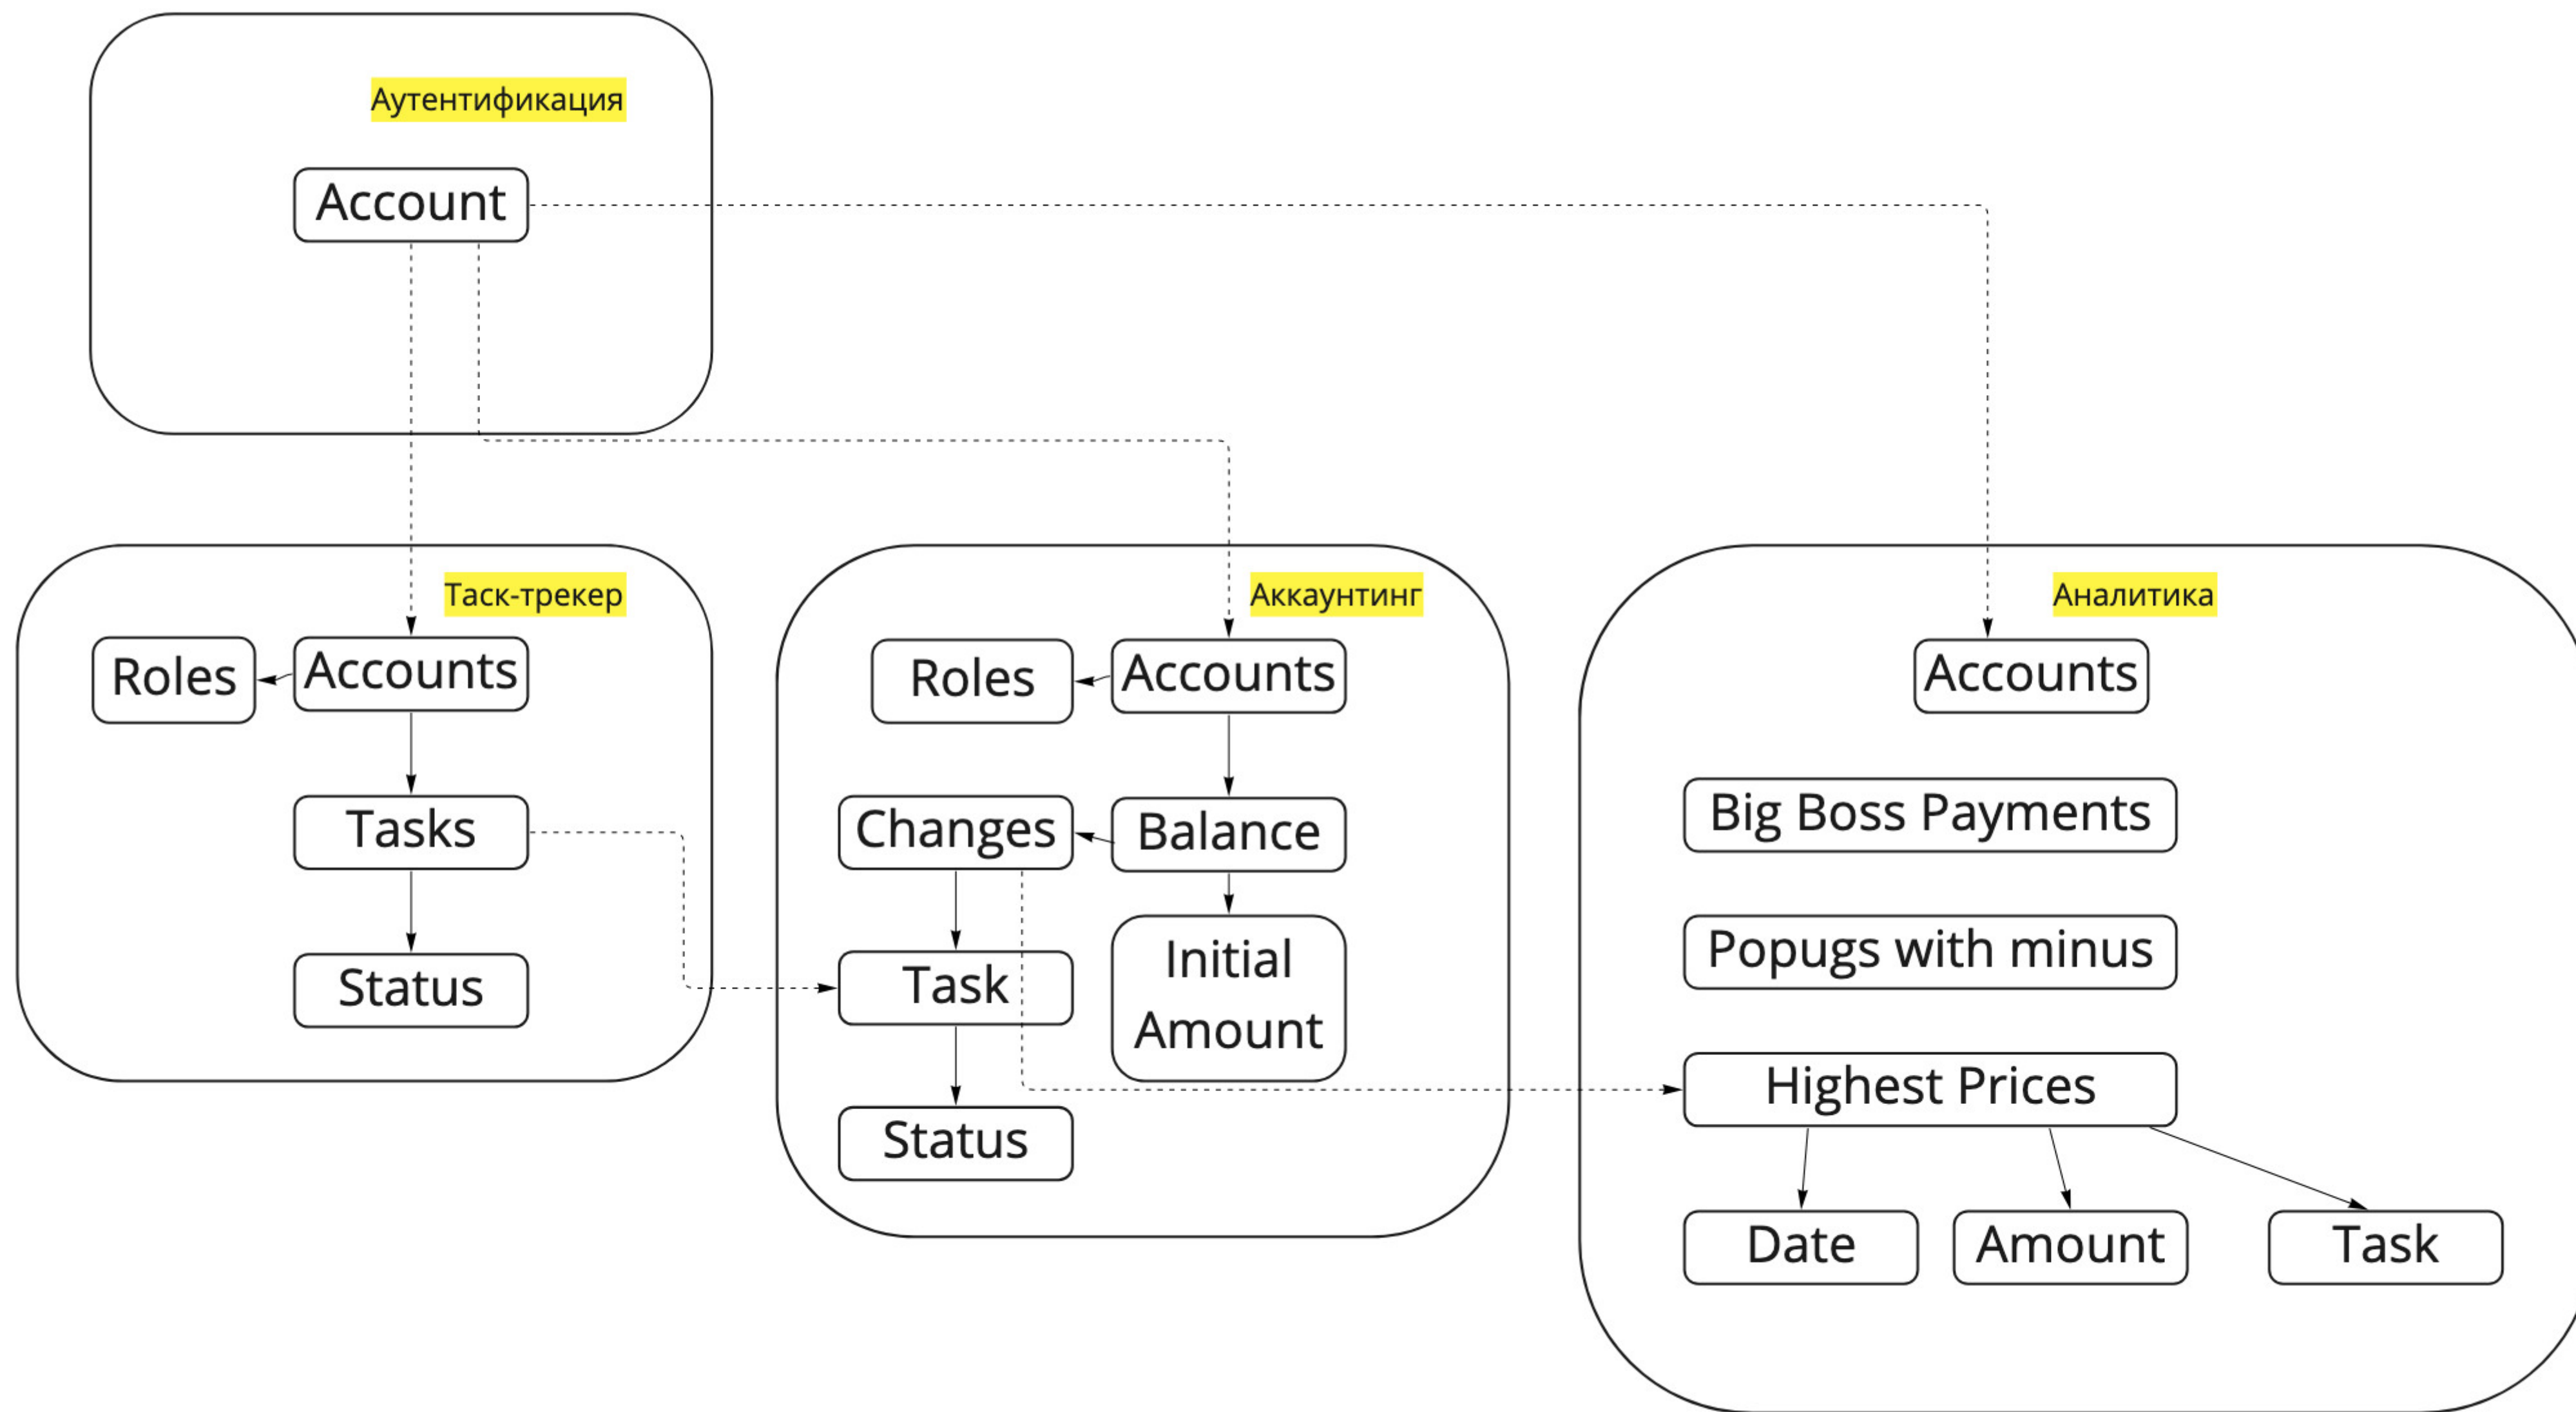 Аутентификация
Account
Таск-трекер
Roles
Accounts
Tasks
Status
Аккаунтинг
Roles
Accounts
Changes
Balance
Task
Initial
Amount
Status
Аналитика
Accounts
Big Boss Payments
Popugs with minus
Highest Prices
Date
Amount
Task